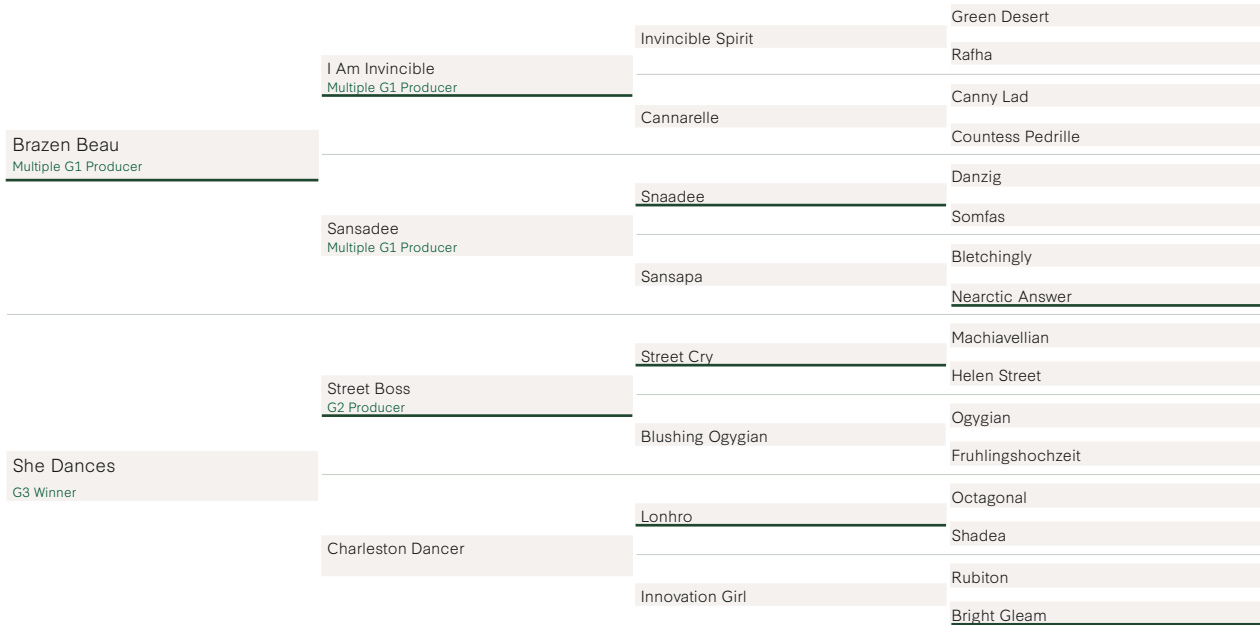 Brazen Beau
Multiple G1 Producer
She Dances
G3 Winner
I Am Invincible
Multiple G1 Producer
Sansadee
Multiple G1 Producer
Street Boss
G2 Producer
Charleston Dancer
Invincible Spirit
Cannarelle
Snaadee
Sansapa
Street Cry
Blushing Ogygian
Lonhro
Innovation Girl
Green Desert
Rafha
Canny Lad
Countess Pedrille
Danzig
Somfas
Bletchingly
Nearctic Answer
Machiavellian
Helen Street
Ogygian
Fruhlingshochzeit
Octagonal
Shadea
Rubiton
Bright Gleam